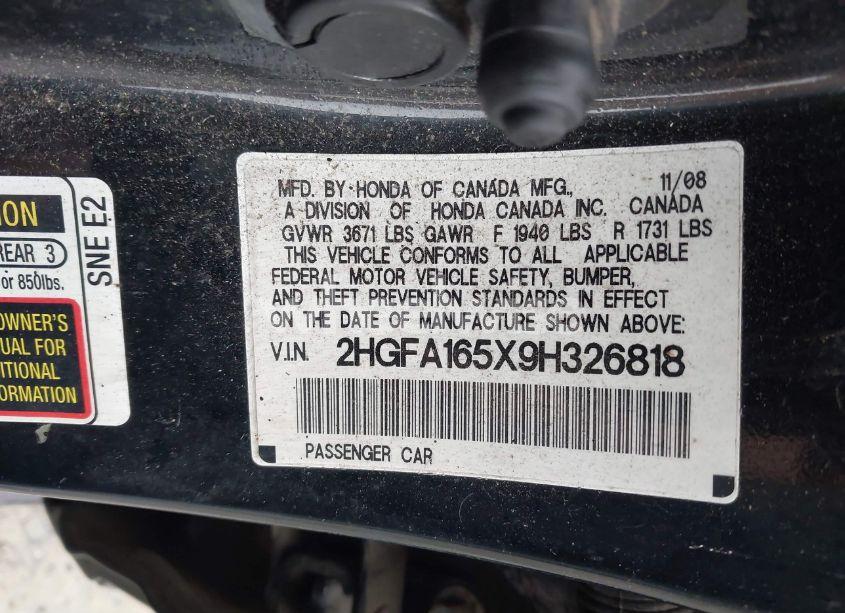 ION
REAR 3
or 850lbs.
OWNER'S
UAL FOR
ITIONAL
FORMATION
SNE E2
MFD. BY HONDA OF CANADA MFG., 11/08
A DIVISION OF HONDA CANADA INC. CANADA
GVWR 3671 LBS GAWR F 1940 LBS R 1731 LBS
THIS VEHICLE CONFORMS TO ALL APPLICABLE
FEDERAL MOTOR VEHICLE SAFETY, BUMPER,
AND THEFT PREVENTION STANDARDS IN EFFECT
ON THE DATE OF MANUFACTURE SHOWN ABOVE:
V.I.N. 2HGFA165X9H326818
PASSENGER CAR